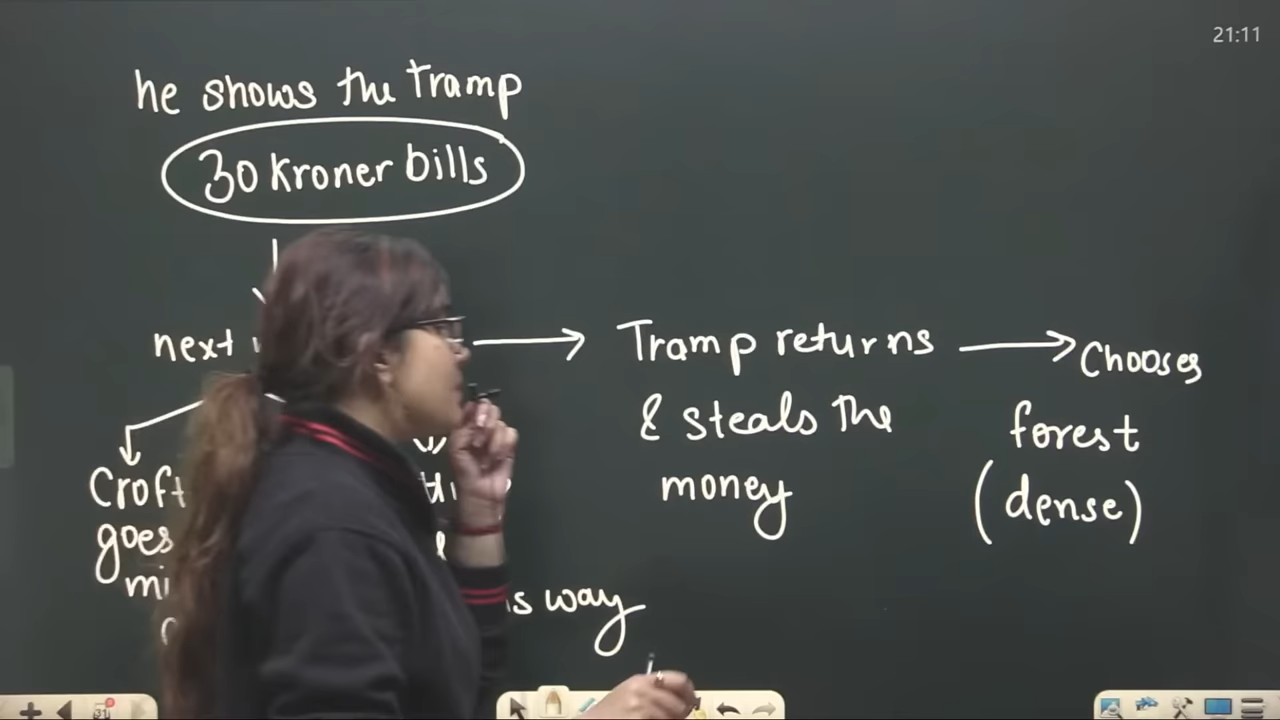 21:11
he shows the Tramp
30 kroner bills
next
Tramp returns
Chooses
& steals the
forest
money
(dense)
goes
way
31